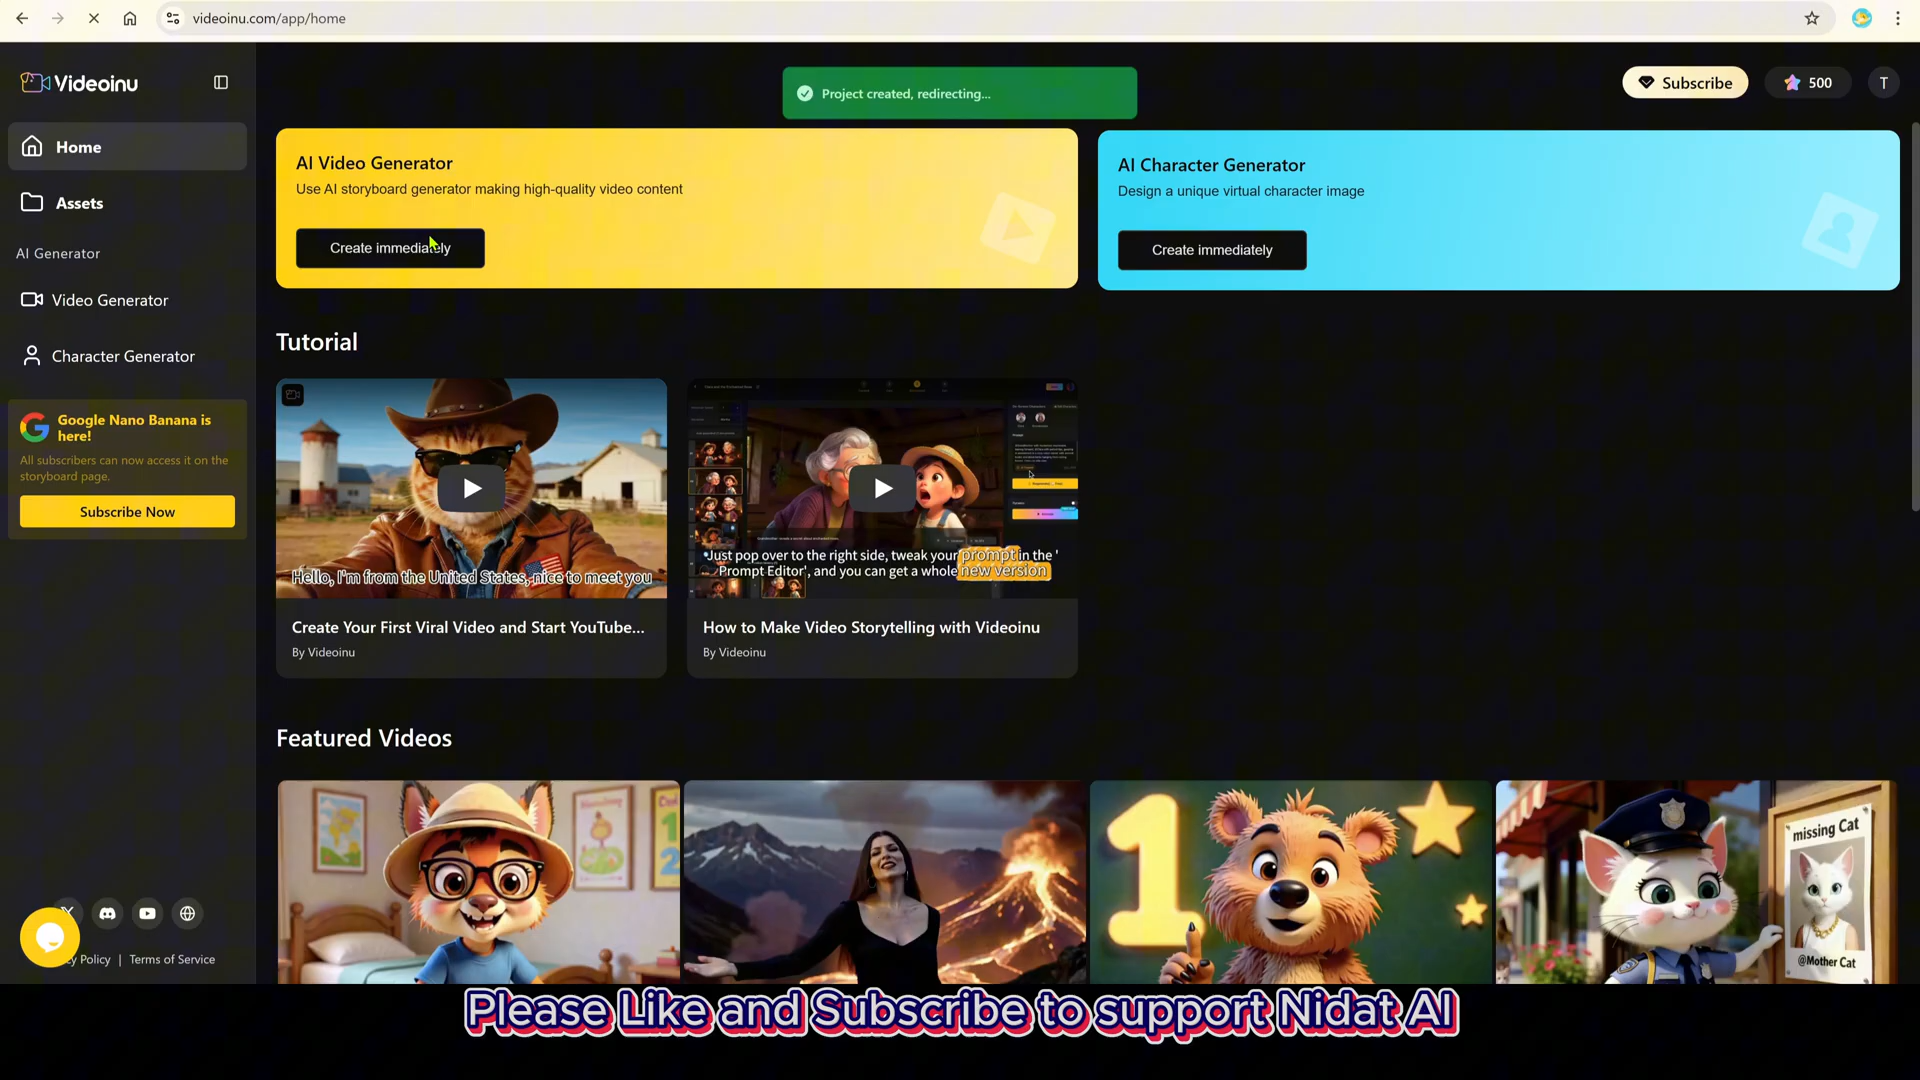 videoinu.com/app/home
Videoinu
Project created, redirecting...
Subscribe
500
T
Home
Assets
AI Generator
Video Generator
Character Generator
Google Nano Banana is
here!
All subscribers can now access it on the
storyboard page.
Subscribe Now
AI Video Generator
Use AI storyboard generator making high-quality video content
Create immediately
AI Character Generator
Design a unique virtual character image
Create immediately
Tutorial
Hello, I'm from the United States, nice to meet you
Create Your First Viral Video and Start YouTube...
By Videoinu
Just pop over to the right side, tweak your prompt in the '
Prompt Editor', and you can get a whole new version
How to Make Video Storytelling with Videoinu
By Videoinu
Featured Videos
1
missing Cat
@Mother Cat
cy Policy | Terms of Service
Please Like and Subscribe to support Nidat AI